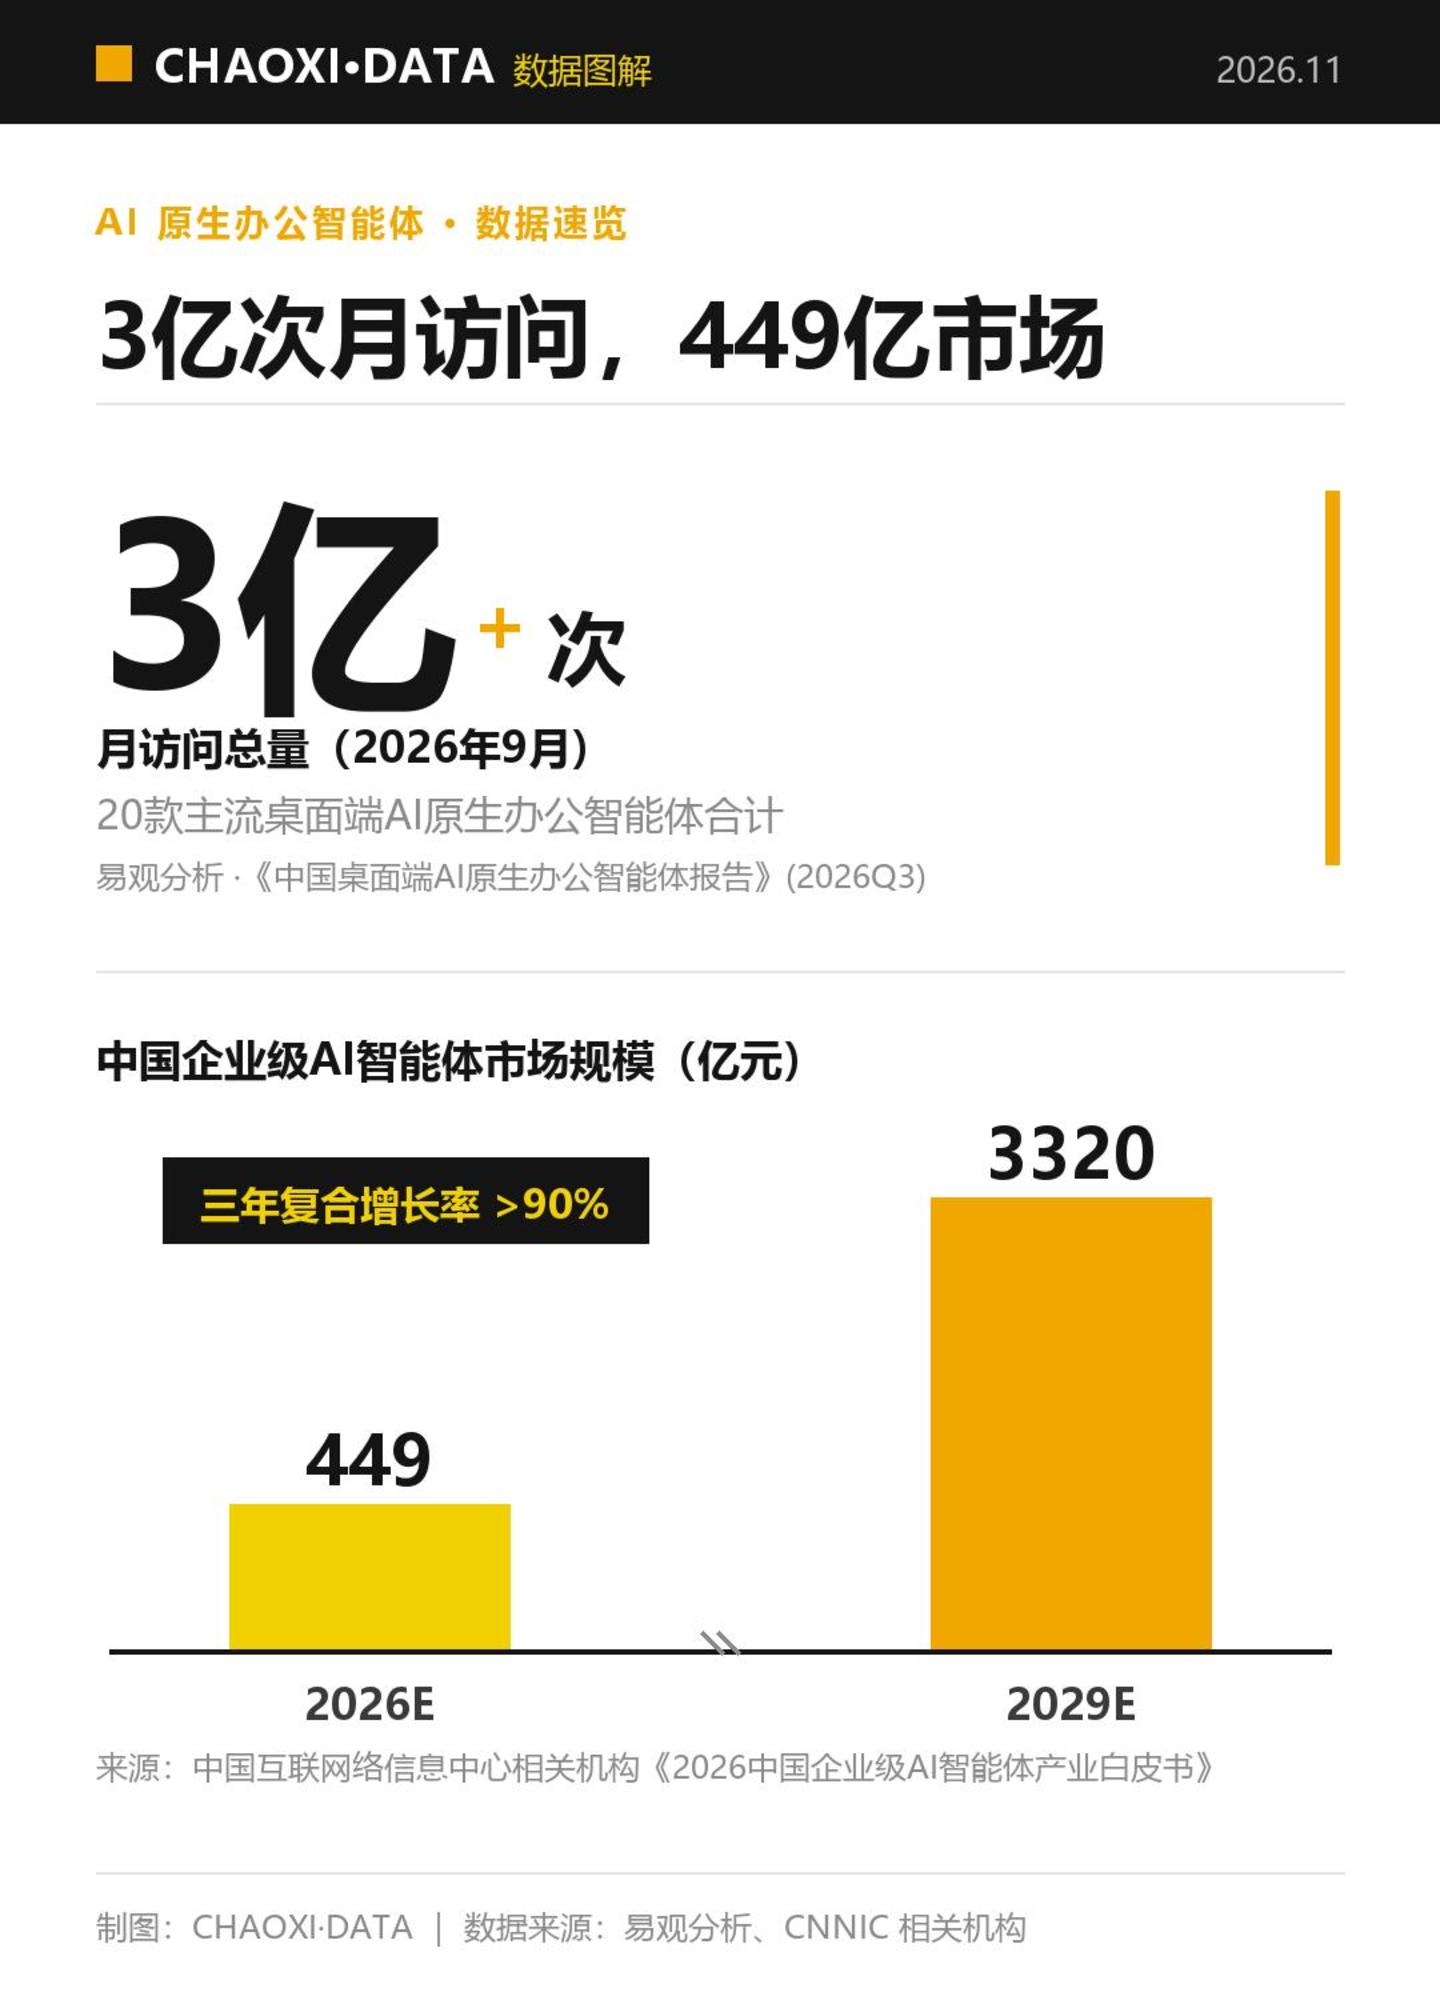 CHAOXI•DATA 数据图解
2026.11
AI 原生办公智能体 • 数据速览
3亿次月访问，449亿市场
3亿+次
月访问总量（2026年9月）
20款主流桌面端AI原生办公智能体合计
易观分析 ·《中国桌面端AI原生办公智能体报告》(2026Q3)
中国企业级AI智能体市场规模（亿元）
3320
三年复合增长率 >90%
449
2026E
2029E
来源：中国互联网络信息中心相关机构《2026中国企业级AI智能体产业白皮书》
制图：CHAOXI·DATA ｜ 数据来源：易观分析、CNNIC 相关机构